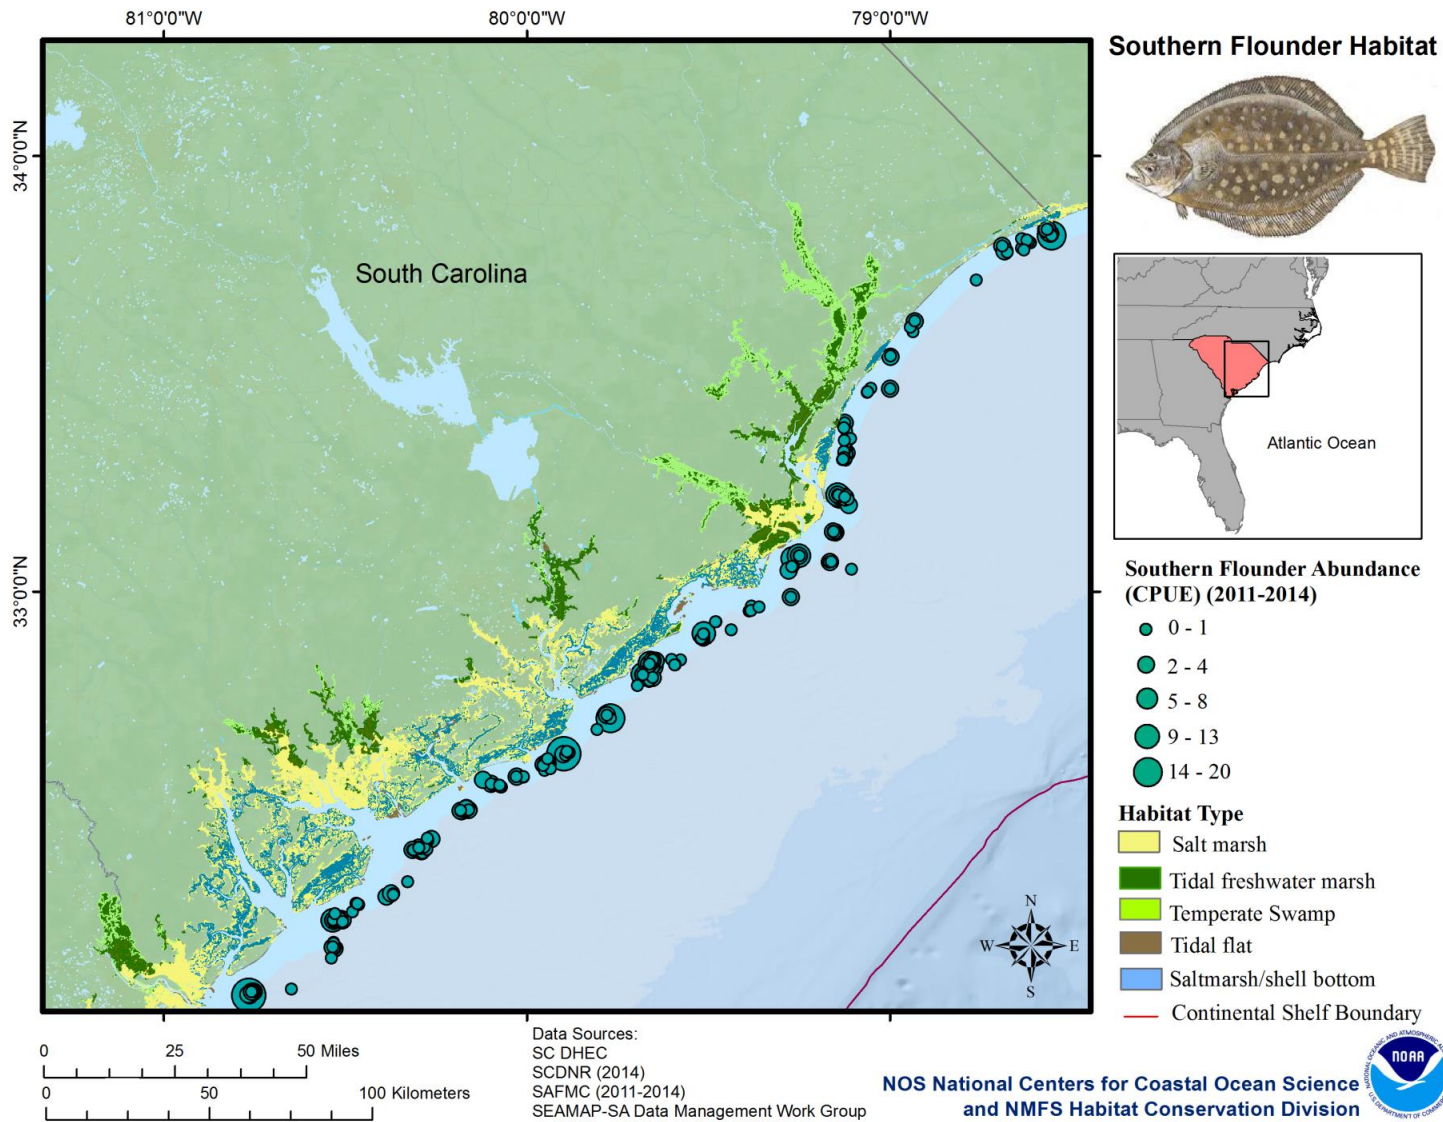 81°0'0"W
80°0'0"W
79°0'0"W
34°0'0"N
33°0'0"N
South Carolina
Southern Flounder Habitat
Atlantic Ocean
Southern Flounder Abundance
(CPUE) (2011-2014)
0 - 1
2 - 4
5 - 8
9 - 13
14 - 20
Habitat Type
Salt marsh
Tidal freshwater marsh
Temperate Swamp
Tidal flat
Saltmarsh/shell bottom
Continental Shelf Boundary
N
W
E
S
0 25 50 Miles
0 50 100 Kilometers
Data Sources:
SC DHEC
SCDNR (2014)
SAFMC (2011-2014)
SEAMAP-SA Data Management Work Group
NOS National Centers for Coastal Ocean Science
and NMFS Habitat Conservation Division
NOAA